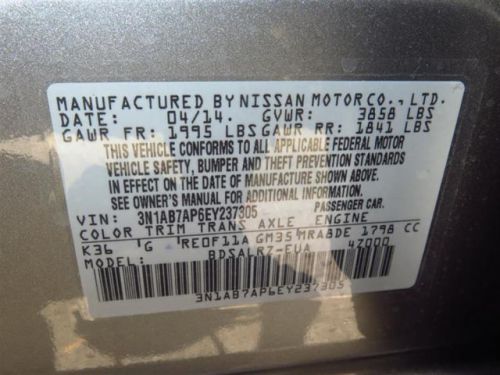 MANUFACTURED BY NISSAN MOTOR CO., LTD.
DATE: 04/14. GVWR: 3858 LBS
GAWR FR: 1995 LBS GAWR RR: 1841 LBS
THIS VEHICLE CONFORMS TO ALL APPLICABLE FEDERAL MOTOR
VEHICLE SAFETY, BUMPER AND THEFT PREVENTION STANDARDS
IN EFFECT ON THE DATE OF MANUFACTURE SHOWN ABOVE.
SEE OWNER'S MANUAL FOR ADDITIONAL INFORMATION.
VIN: 3N1AB7AP6EY237305 PASSENGER CAR
COLOR TRIM TRANS AXLE ENGINE
K36 G RE0F11A GM35 MRA8DE 1798 CC
MODEL: BDSALRZ-EUA 47000
3N1AB7AP6EY237305